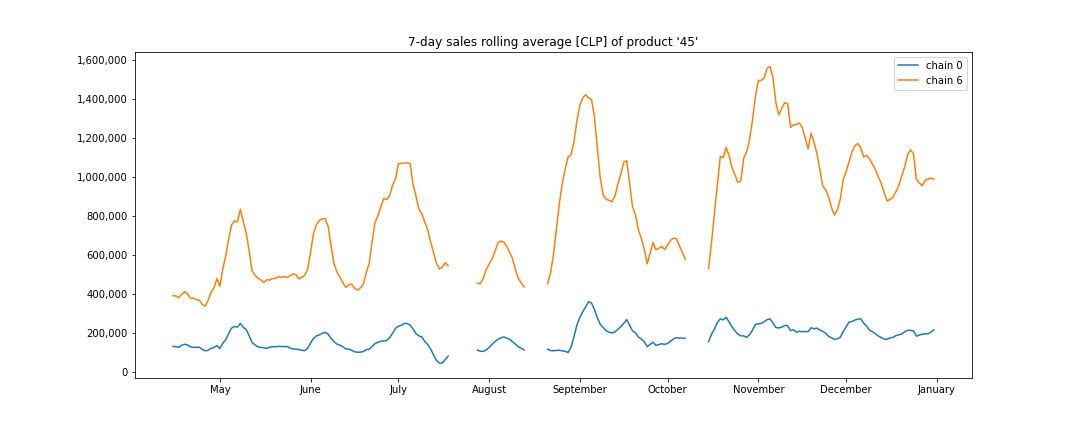 7-day sales rolling average [CLP] of product '45'
1,600,000
1,400,000
1,200,000
1,000,000
800,000
600,000
400,000
200,000
0
chain 0
chain 6
May June July August September October November December January